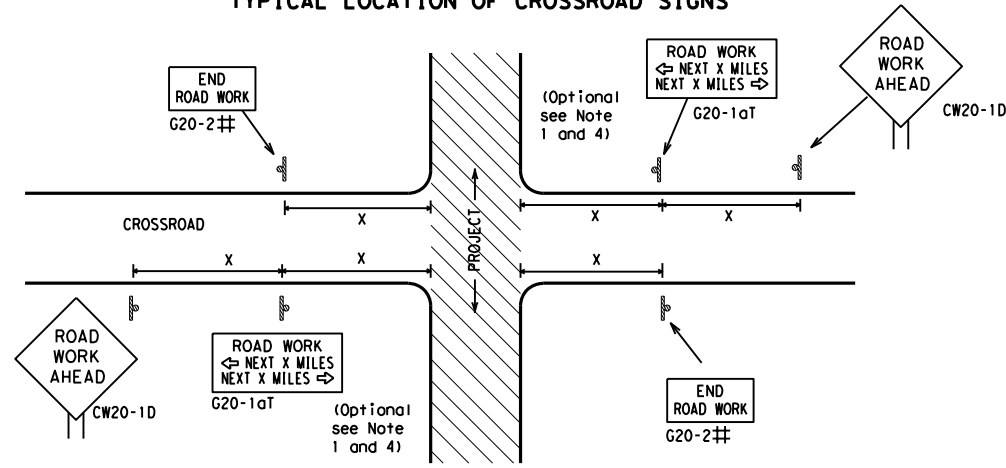 TYPICAL LOCATION OF CROSSROAD SIGNS
END
ROAD WORK
G20-2#
(Optional
see Note
1 and 4)
ROAD WORK
⇦ NEXT X MILES
NEXT X MILES ⇨
G20-1aT
ROAD
WORK
AHEAD
CW20-1D
X
X
X
CROSSROAD
PROJECT
X
X
X
ROAD
WORK
AHEAD
CW20-1D
ROAD WORK
⇦ NEXT X MILES
NEXT X MILES ⇨
G20-1aT
(Optional
see Note
1 and 4)
END
ROAD WORK
G20-2#